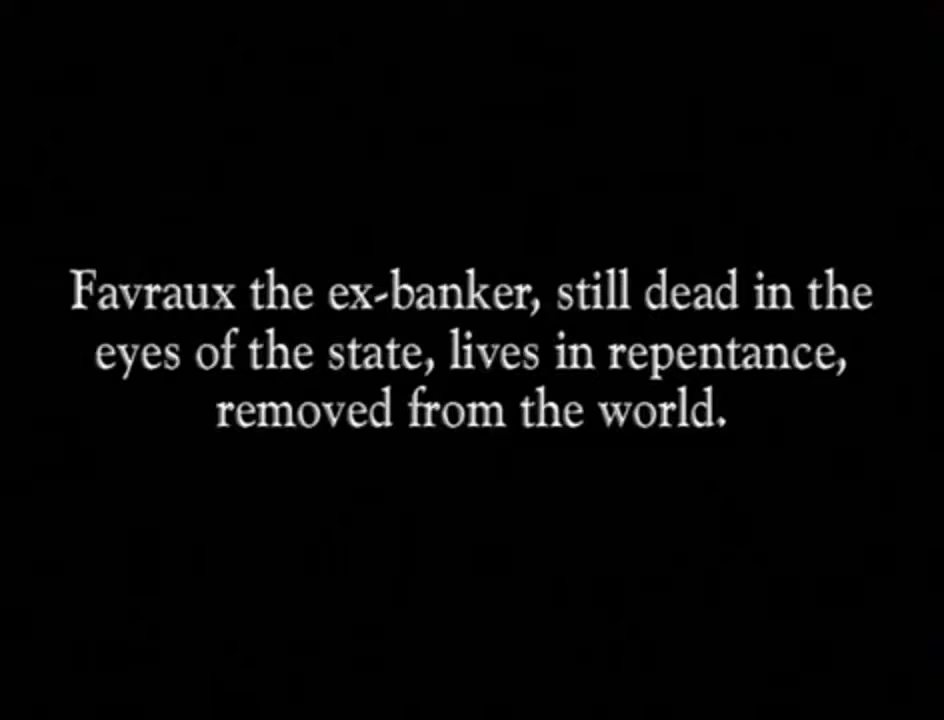 Favraux the ex-banker, still dead in the
eyes of the state, lives in repentance,
removed from the world.